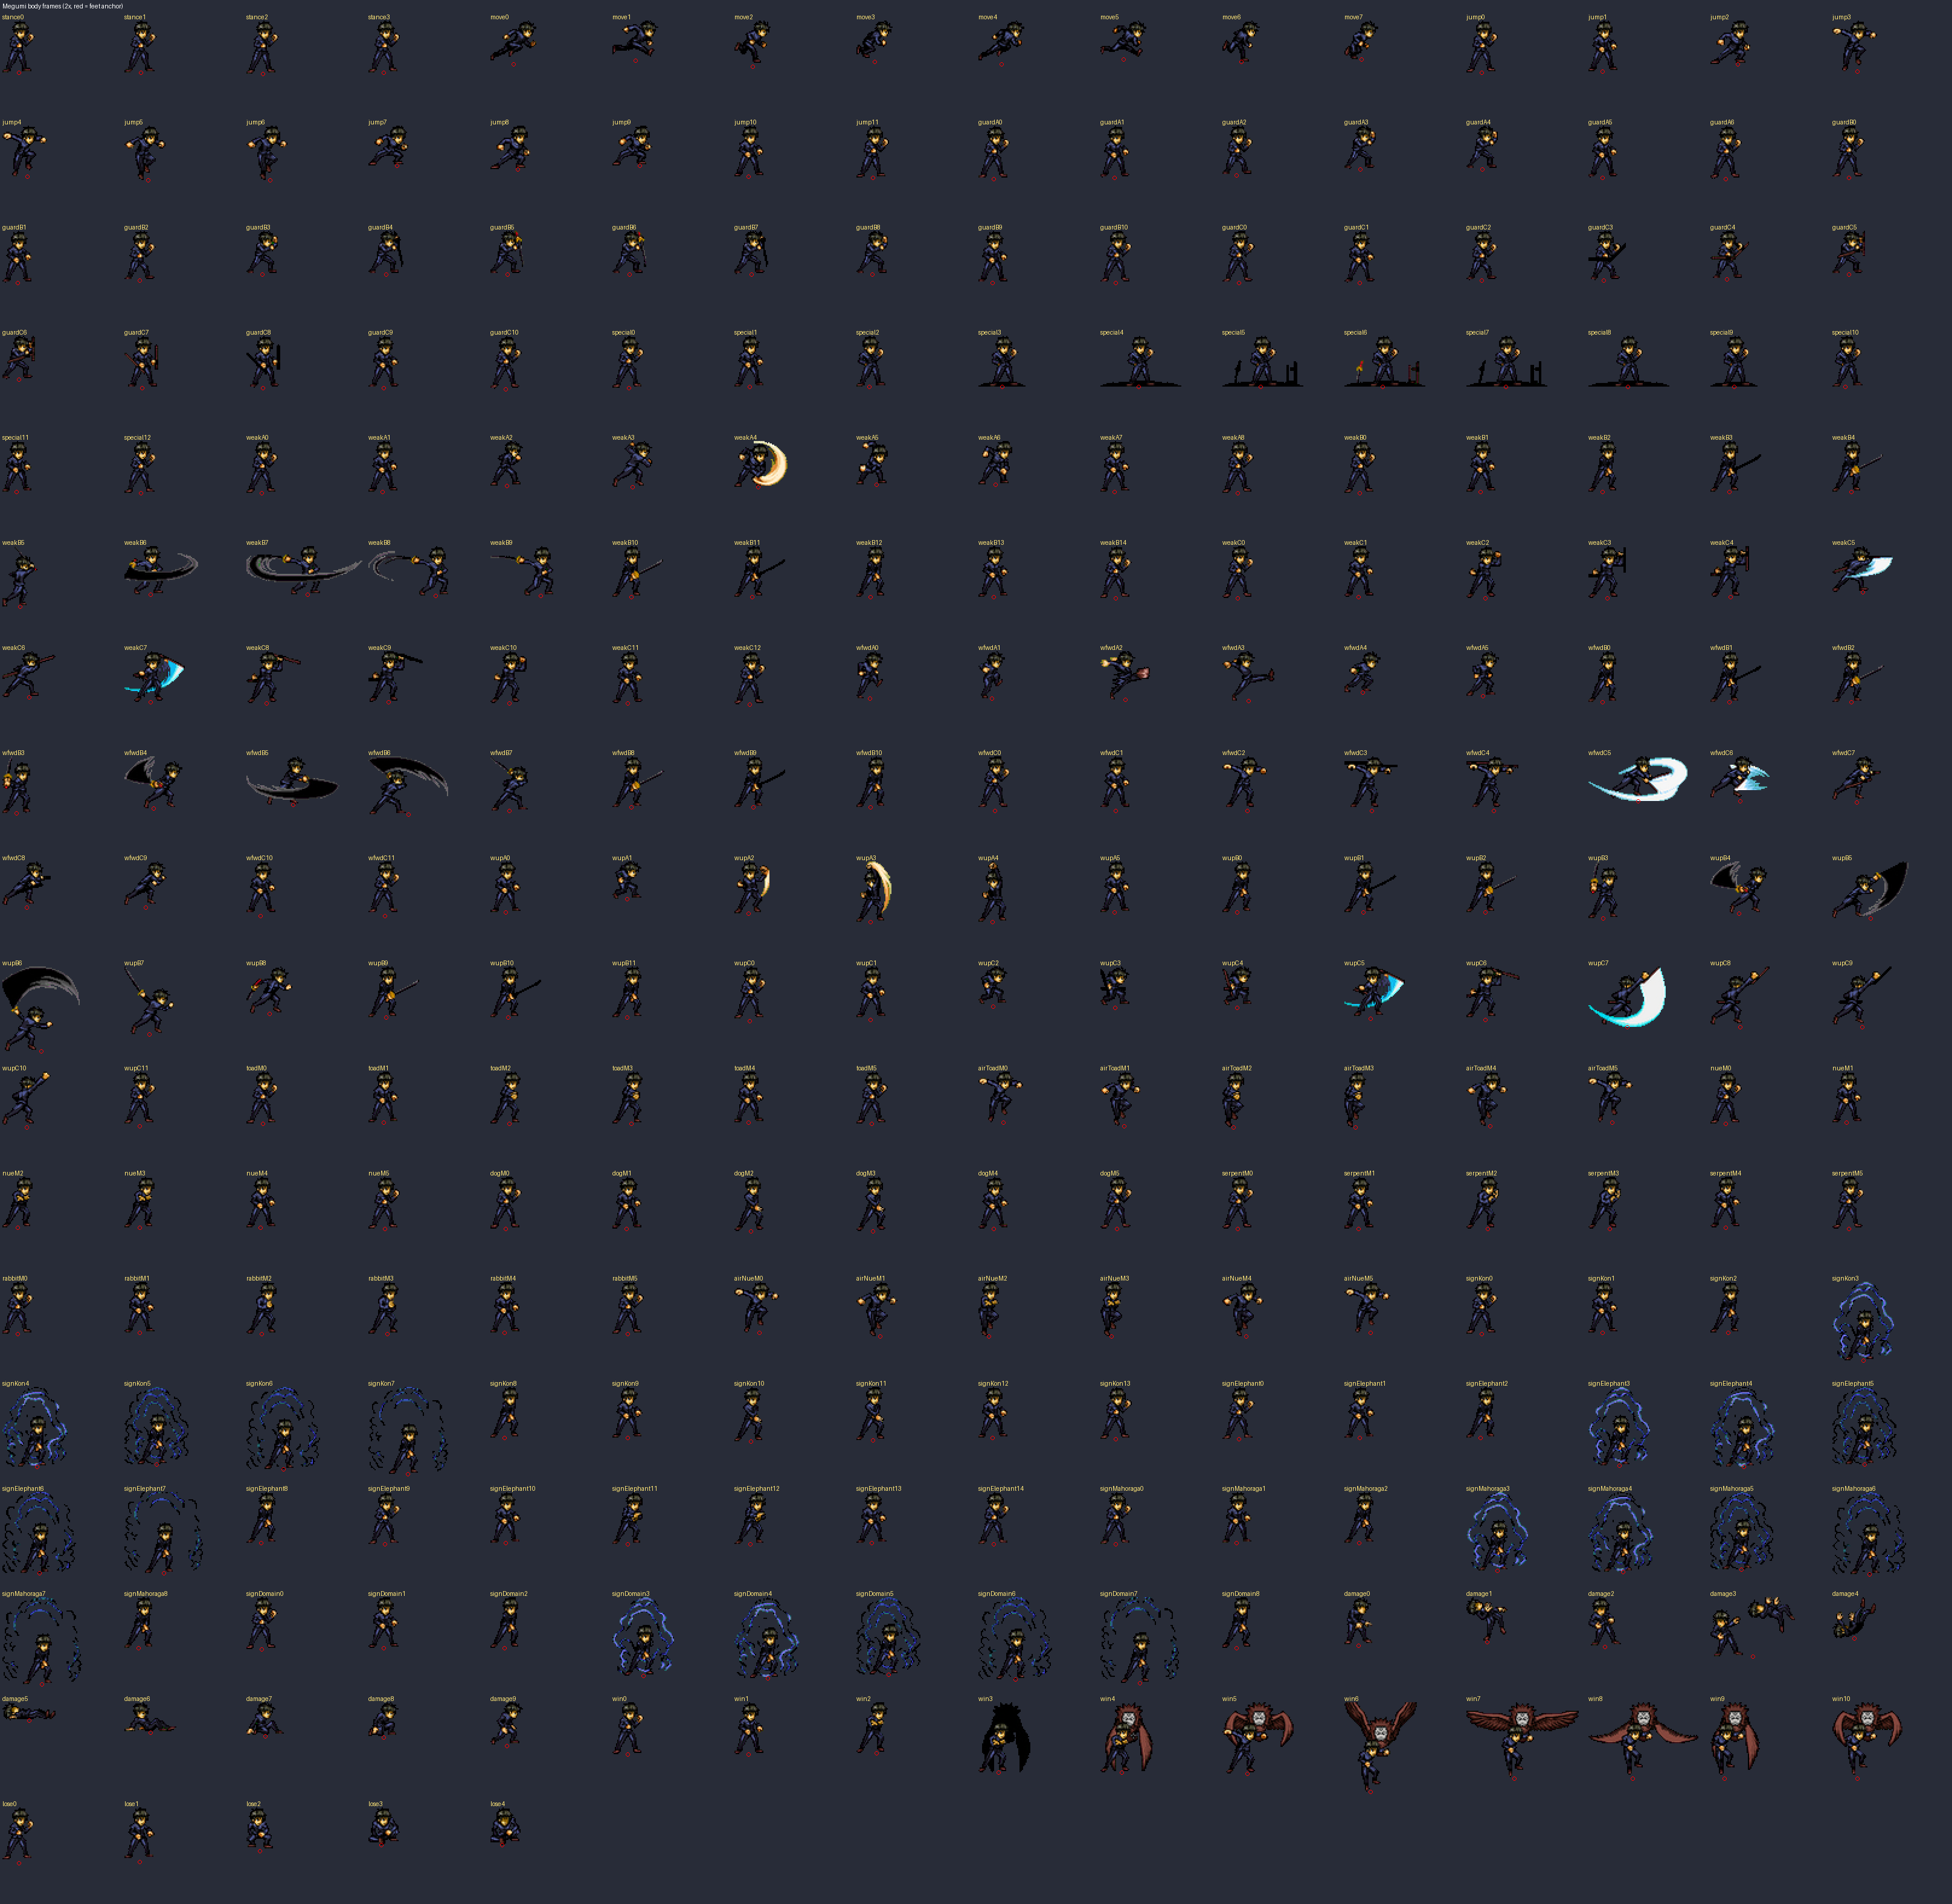 Megumi body frames (2x, red = feet anchor)
stance0 stance1 stance2 stance3 move0 move1 move2 move3 move4 move5 move6 move7 jump0 jump1 jump2 jump3
jump4 jump5 jump6 jump7 jump8 jump9 jump10 jump11 guardA0 guardA1 guardA2 guardA3 guardA4 guardA5 guardA6 guardB0
guardB1 guardB2 guardB3 guardB4 guardB5 guardB6 guardB7 guardB8 guardB9 guardB10 guardC0 guardC1 guardC2 guardC3 guardC4 guardC5
guardC6 guardC7 guardC8 guardC9 guardC10 special0 special1 special2 special3 special4 special5 special6 special7 special8 special9 special10
special11 special12 weakA0 weakA1 weakA2 weakA3 weakA4 weakA5 weakA6 weakA7 weakA8 weakB0 weakB1 weakB2 weakB3 weakB4
weakB5 weakB6 weakB7 weakB8 weakB9 weakB10 weakB11 weakB12 weakB13 weakB14 weakC0 weakC1 weakC2 weakC3 weakC4 weakC5
weakC6 weakC7 weakC8 weakC9 weakC10 weakC11 weakC12 wfwdA0 wfwdA1 wfwdA2 wfwdA3 wfwdA4 wfwdA5 wfwdB0 wfwdB1 wfwdB2
wfwdB3 wfwdB4 wfwdB5 wfwdB6 wfwdB7 wfwdB8 wfwdB9 wfwdB10 wfwdC0 wfwdC1 wfwdC2 wfwdC3 wfwdC4 wfwdC5 wfwdC6 wfwdC7
wfwdC8 wfwdC9 wfwdC10 wfwdC11 wupA0 wupA1 wupA2 wupA3 wupA4 wupA5 wupB0 wupB1 wupB2 wupB3 wupB4 wupB5
wupB6 wupB7 wupB8 wupB9 wupB10 wupB11 wupC0 wupC1 wupC2 wupC3 wupC4 wupC5 wupC6 wupC7 wupC8 wupC9
wupC10 wupC11 toadM0 toadM1 toadM2 toadM3 toadM4 toadM5 airToadM0 airToadM1 airToadM2 airToadM3 airToadM4 airToadM5 nueM0 nueM1
nueM2 nueM3 nueM4 nueM5 dogM0 dogM1 dogM2 dogM3 dogM4 dogM5 serpentM0 serpentM1 serpentM2 serpentM3 serpentM4 serpentM5
rabbitM0 rabbitM1 rabbitM2 rabbitM3 rabbitM4 rabbitM5 airNueM0 airNueM1 airNueM2 airNueM3 airNueM4 airNueM5 signKon0 signKon1 signKon2 signKon3
signKon4 signKon5 signKon6 signKon7 signKon8 signKon9 signKon10 signKon11 signKon12 signKon13 signElephant0 signElephant1 signElephant2 signElephant3 signElephant4 signElephant5
signElephant6 signElephant7 signElephant8 signElephant9 signElephant10 signElephant11 signElephant12 signElephant13 signElephant14 signMahoraga0 signMahoraga1 signMahoraga2 signMahoraga3 signMahoraga4 signMahoraga5 signMahoraga6
signMahoraga7 signMahoraga8 signDomain0 signDomain1 signDomain2 signDomain3 signDomain4 signDomain5 signDomain6 signDomain7 signDomain8 damage0 damage1 damage2 damage3 damage4
damage5 damage6 damage7 damage8 damage9 win0 win1 win2 win3 win4 win5 win6 win7 win8 win9 win10
lose0 lose1 lose2 lose3 lose4